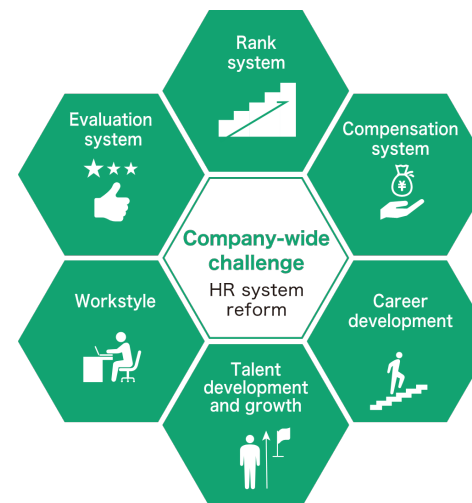 Rank
system
Evaluation
system
Compensation
system
¥
Company-wide
challenge
HR system
reform
Workstyle
Career
development
Talent
development
and growth